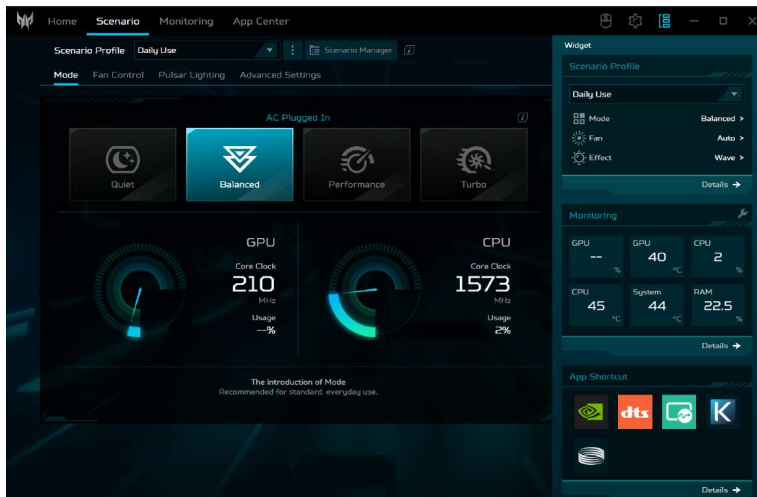 Home Scenario Monitoring App Center
Scenario Profile Daily Use Scenario Manager
Mode Fan Control Pulsar Lighting Advanced Settings
AC Plugged In
Quiet Balanced Performance Turbo
GPU
Core Clock
210
MHz
Usage
--%
CPU
Core Clock
1573
MHz
Usage
2%
The introduction of Mode
Recommended for standard, everyday use.
Widget
Scenario Profile
Daily Use
Mode Balanced >
Fan Auto >
Effect Wave >
Details →
Monitoring
GPU
--
%
GPU
40
°C
CPU
2
%
CPU
45
°C
System
44
°C
RAM
22.5
%
Details →
App Shortcut
dts
K
Details →